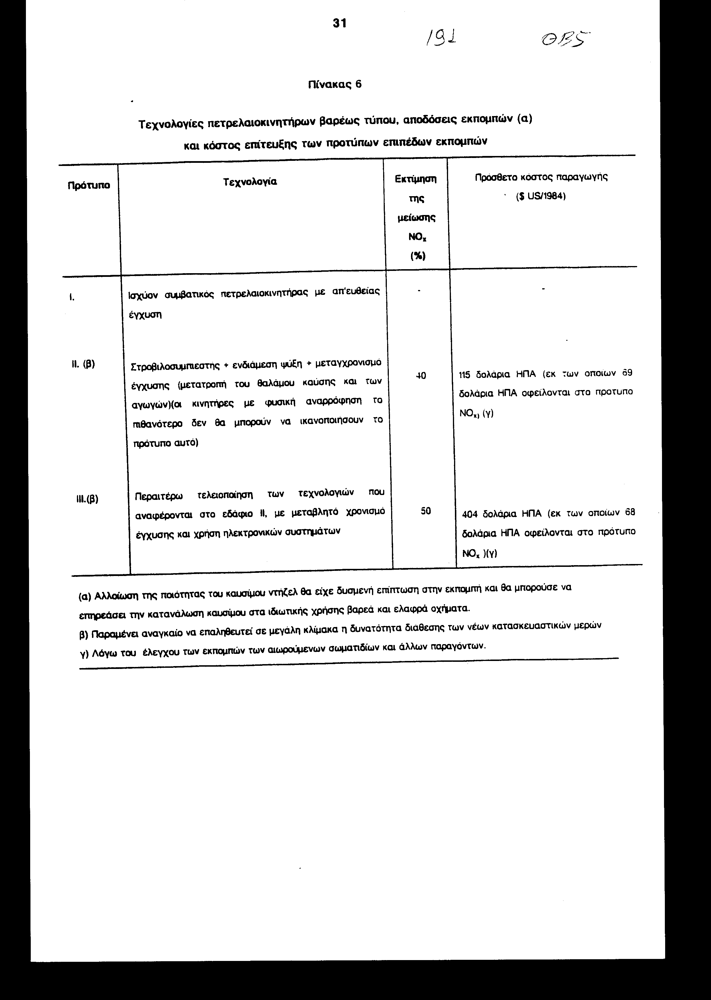 31
191 ΘΒ5
Πίνακας 6
Τεχνολογίες πετρελαιοκινητήρων βαρέως τύπου, αποδόσεις εκπομπών (α)
και κόστος επίτευξης των προτύπων επιπέδων εκπομπών
Πρότυπο
Τεχνολογία
Εκτίμηση
της
μείωσης
NOx
(%)
Πρόσθετο κόστος παραγωγής
($ US/1984)
I.
Ισχύον συμβατικός πετρελαιοκινητήρας με απ'ευθείας
έγχυση
-
-
II. (β)
Στροβιλοσυμπιεστής + ενδιάμεση ψύξη + μεταγχρονισμό
έγχυσης (μετατροπή του θαλάμου καύσης και των
αγωγών)(οι κινητήρες με φυσική αναρρόφηση το
πιθανότερο δεν θα μπορούν να ικανοποιήσουν το
πρότυπο αυτό)
40
115 δολάρια ΗΠΑ (εκ των οποίων 69
δολάρια ΗΠΑ οφείλονται στο πρότυπο
NOx) (γ)
III.(β)
Περαιτέρω τελειοποίηση των τεχνολογιών που
αναφέρονται στο εδάφιο II, με μεταβλητό χρονισμό
έγχυσης και χρήση ηλεκτρονικών συστημάτων
50
404 δολάρια ΗΠΑ (εκ των οποίων 68
δολάρια ΗΠΑ οφείλονται στο πρότυπο
NOx )(γ)
(α) Αλλοίωση της ποιότητας του καυσίμου ντήζελ θα είχε δυσμενή επίπτωση στην εκπομπή και θα μπορούσε να
επηρεάσει την κατανάλωση καυσίμου στα ιδιωτικής χρήσης βαρεά και ελαφρά οχήματα.
β) Παραμένει αναγκαίο να επαληθευτεί σε μεγάλη κλίμακα η δυνατότητα διάθεσης των νέων κατασκευαστικών μερών
γ) Λόγω του έλεγχου των εκπομπών των αιωρούμενων σωματιδίων και άλλων παραγόντων.